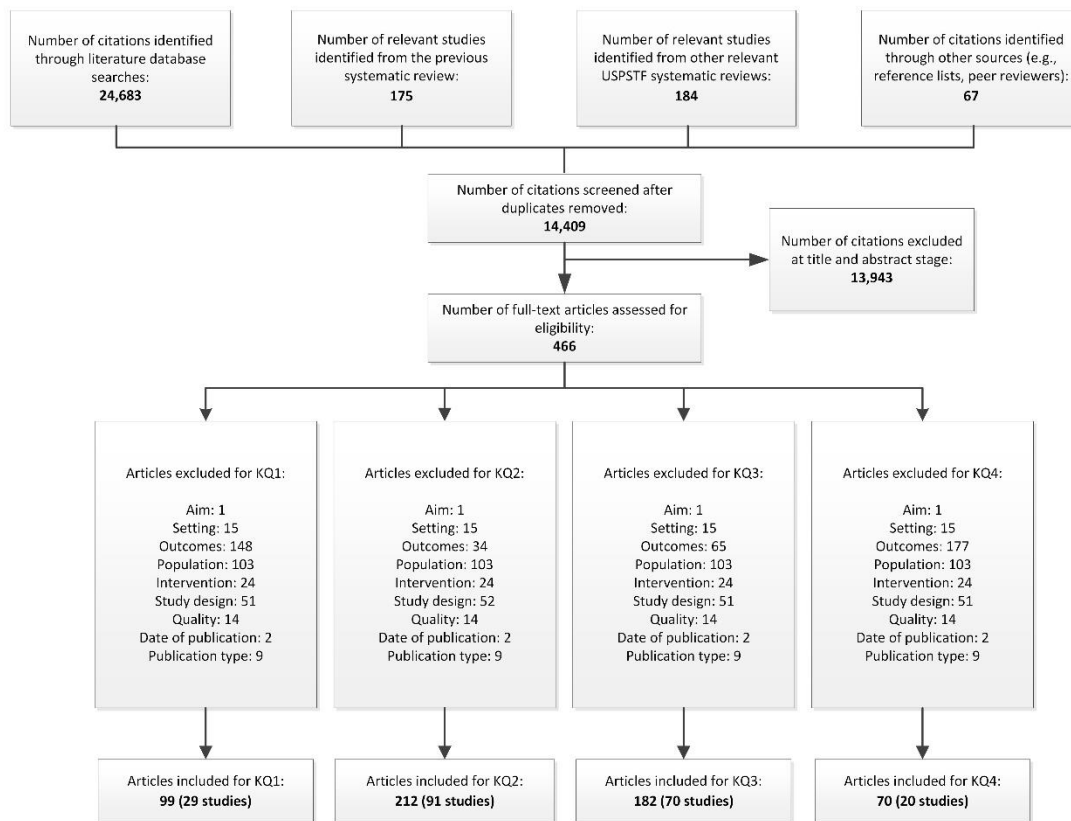 Number of citations identified
through literature database
searches:
24,683
Number of relevant studies
identified from the previous
systematic review:
175
Number of relevant studies
identified from other relevant
USPSTF systematic reviews:
184
Number of citations identified
through other sources (e.g.,
reference lists, peer reviewers):
67
Number of citations screened after
duplicates removed:
14,409
Number of citations excluded
at title and abstract stage:
13,943
Number of full-text articles assessed for
eligibility:
466
Articles excluded for KQ1:
Aim: 1
Setting: 15
Outcomes: 148
Population: 103
Intervention: 24
Study design: 51
Quality: 14
Date of publication: 2
Publication type: 9
Articles excluded for KQ2:
Aim: 1
Setting: 15
Outcomes: 34
Population: 103
Intervention: 24
Study design: 52
Quality: 14
Date of publication: 2
Publication type: 9
Articles excluded for KQ3:
Aim: 1
Setting: 15
Outcomes: 65
Population: 103
Intervention: 24
Study design: 51
Quality: 14
Date of publication: 2
Publication type: 9
Articles excluded for KQ4:
Aim: 1
Setting: 15
Outcomes: 177
Population: 103
Intervention: 24
Study design: 51
Quality: 14
Date of publication: 2
Publication type: 9
Articles included for KQ1:
99 (29 studies)
Articles included for KQ2:
212 (91 studies)
Articles included for KQ3:
182 (70 studies)
Articles included for KQ4:
70 (20 studies)